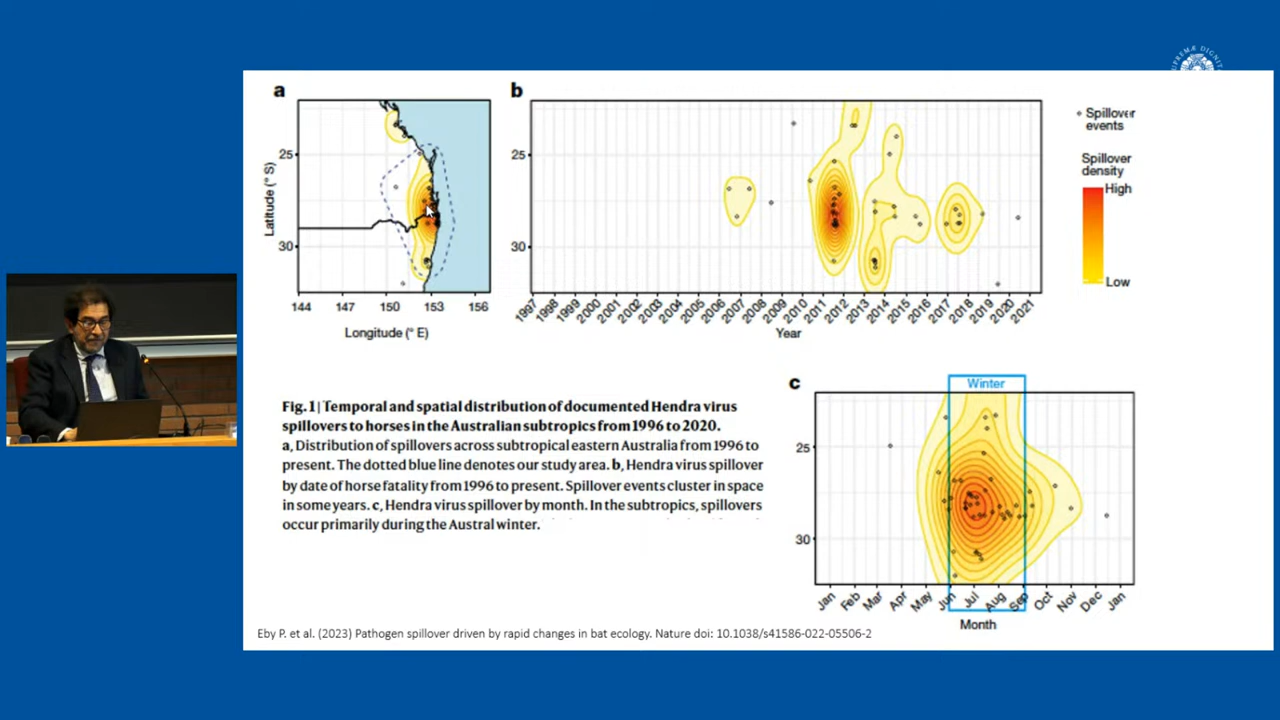 SUPREMÆ DIGNIT
a
b
Latitude (° S)
25
30
144 147 150 153 156
Longitude (° E)
25
30
1997 1998 1999 2000 2001 2002 2003 2004 2005 2006 2007 2008 2009 2010 2011 2012 2013 2014 2015 2016 2017 2018 2019 2020 2021
Year
Spillover
events
Spillover
density
High
Low
Fig. 1 | Temporal and spatial distribution of documented Hendra virus
spillovers to horses in the Australian subtropics from 1996 to 2020.
a, Distribution of spillovers across subtropical eastern Australia from 1996 to
present. The dotted blue line denotes our study area. b, Hendra virus spillover
by date of horse fatality from 1996 to present. Spillover events cluster in space
in some years. c, Hendra virus spillover by month. In the subtropics, spillovers
occur primarily during the Austral winter.
c
Winter
25
30
Jan Feb Mar Apr May Jun Jul Aug Sep Oct Nov Dec Jan
Month
Eby P. et al. (2023) Pathogen spillover driven by rapid changes in bat ecology. Nature doi: 10.1038/s41586-022-05506-2